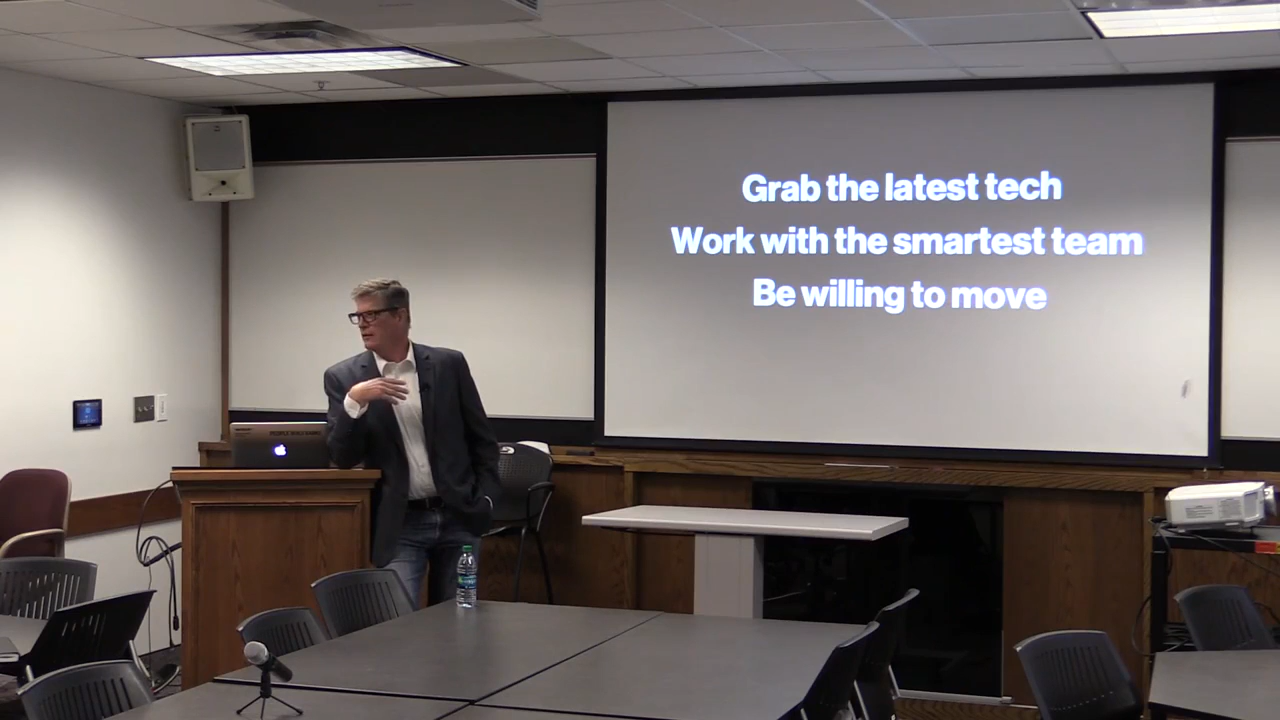 Grab the latest tech
Work with the smartest team
Be willing to move